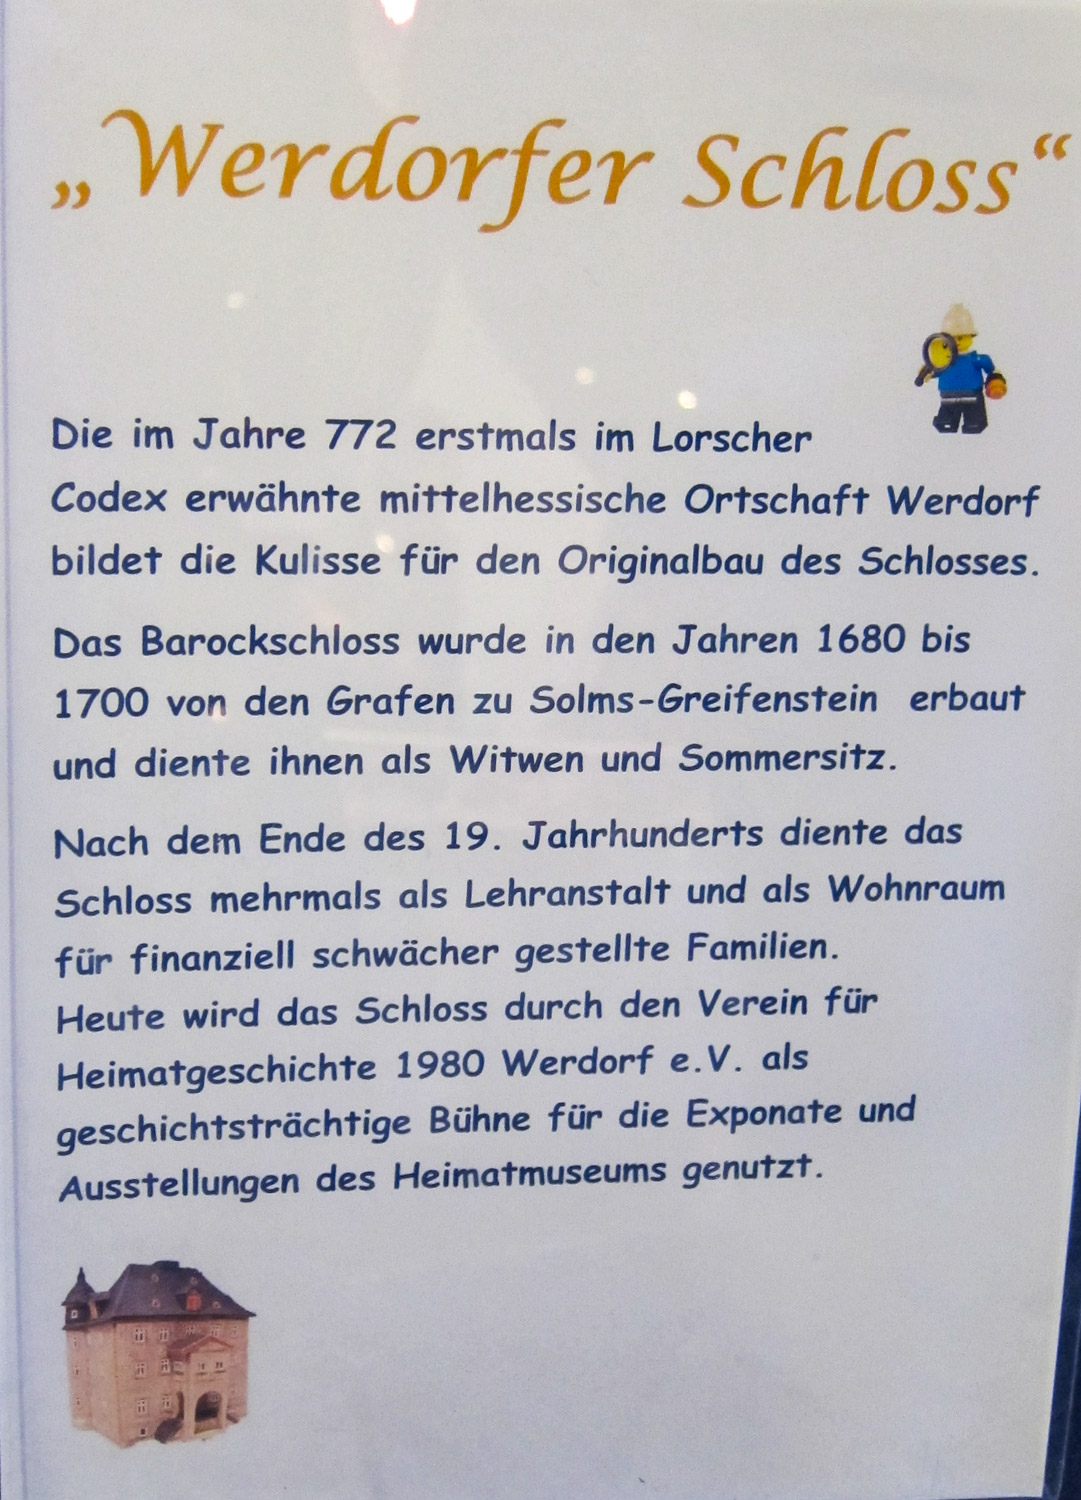 „Werdorfer Schloss“
Die im Jahre 772 erstmals im Lorscher
Codex erwähnte mittelhessische Ortschaft Werdorf
bildet die Kulisse für den Originalbau des Schlosses.
Das Barockschloss wurde in den Jahren 1680 bis
1700 von den Grafen zu Solms-Greifenstein erbaut
und diente ihnen als Witwen und Sommersitz.
Nach dem Ende des 19. Jahrhunderts diente das
Schloss mehrmals als Lehranstalt und als Wohnraum
für finanziell schwächer gestellte Familien.
Heute wird das Schloss durch den Verein für
Heimatgeschichte 1980 Werdorf e.V. als
geschichtsträchtige Bühne für die Exponate und
Ausstellungen des Heimatmuseums genutzt.